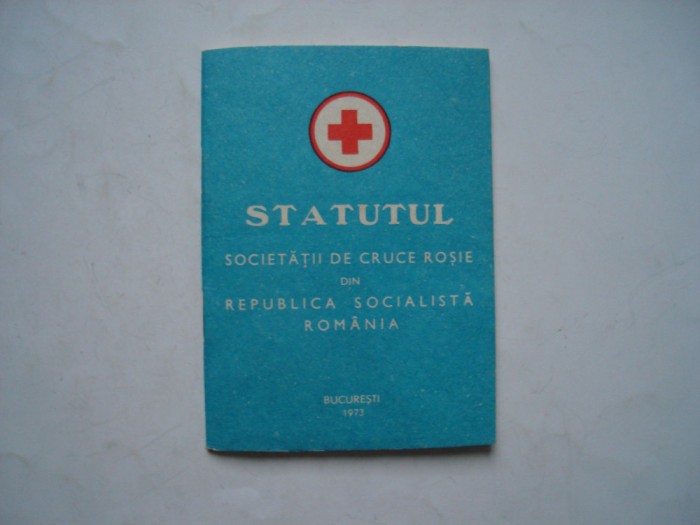 STATUTUL
SOCIETĂȚII DE CRUCE ROȘIE
DIN
REPUBLICA SOCIALISTĂ
ROMÂNIA
BUCUREȘTI
1973